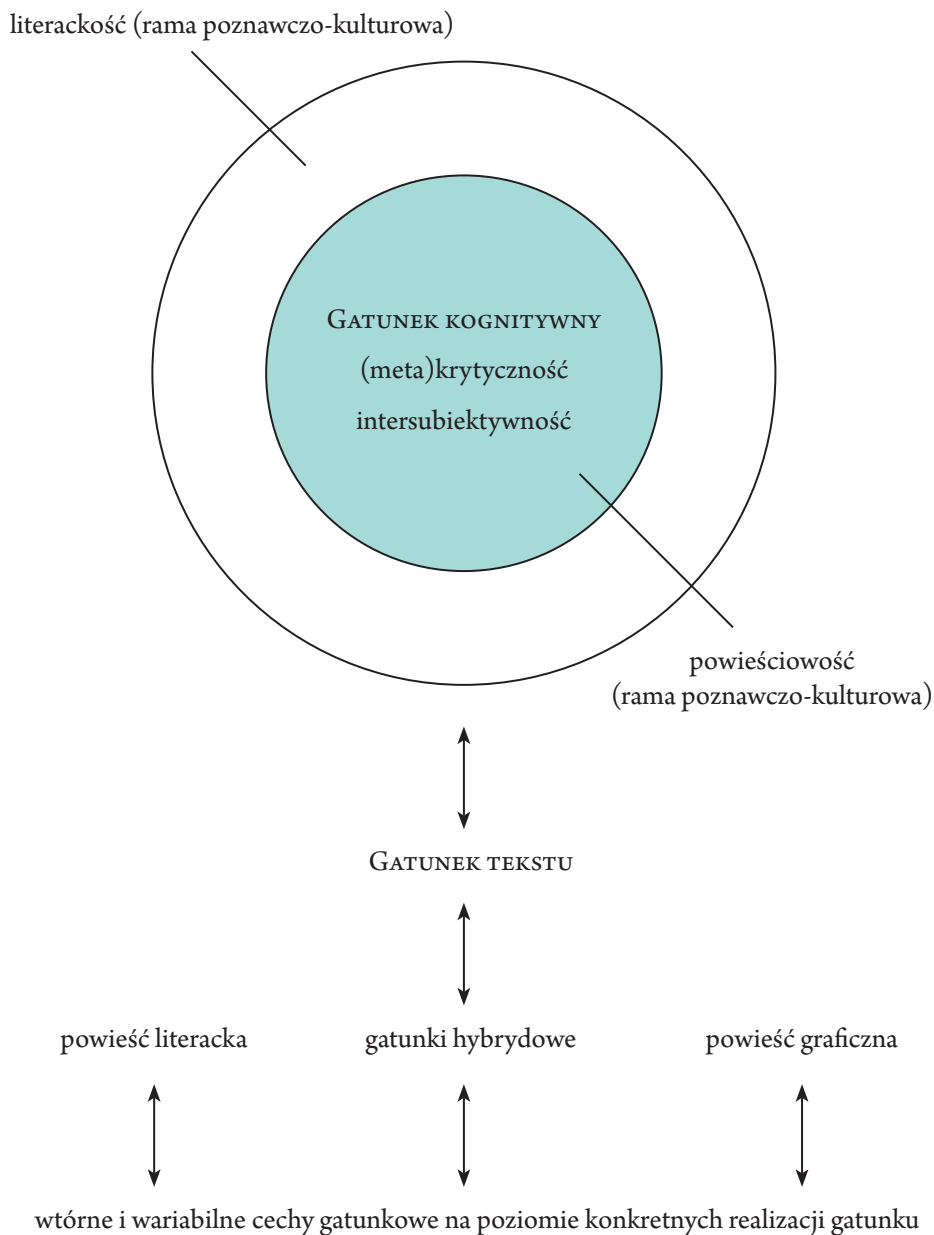 literackość (rama poznawczo-kulturowa)
Gatunek kognitywny
(meta)krytyczność
intersubiektywność
powieściowość
(rama poznawczo-kulturowa)
Gatunek tekstu
powieść literacka
gatunki hybrydowe
powieść graficzna
wtórne i wariabilne cechy gatunkowe na poziomie konkretnych realizacji gatunku